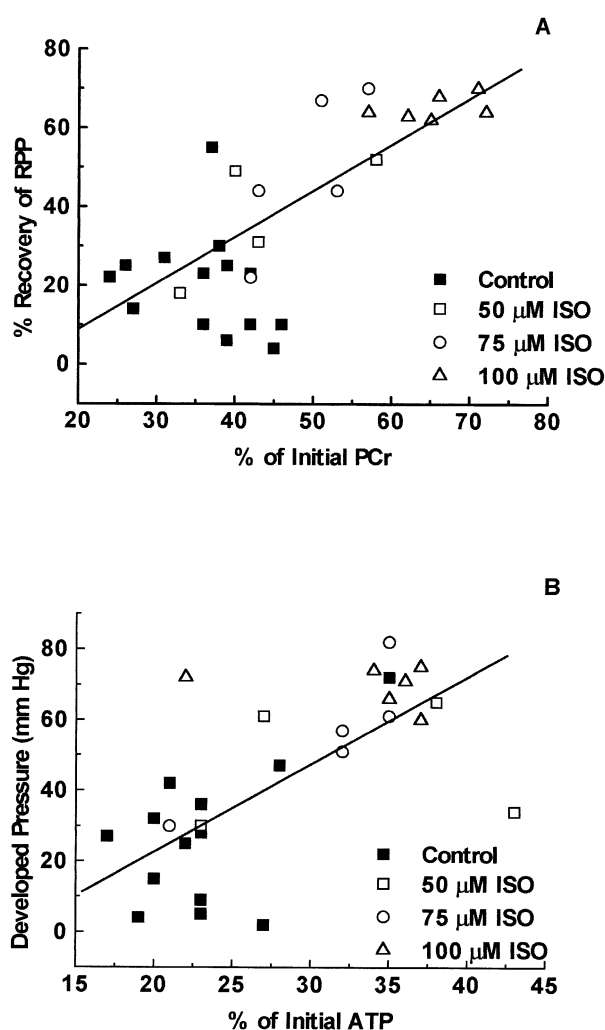 A
% Recovery of RPP
80
60
40
20
0
Control
50 µM ISO
75 µM ISO
100 µM ISO
20 30 40 50 60 70 80
% of Initial PCr
B
Developed Pressure (mm Hg)
80
60
40
20
0
Control
50 µM ISO
75 µM ISO
100 µM ISO
15 20 25 30 35 40 45
% of Initial ATP